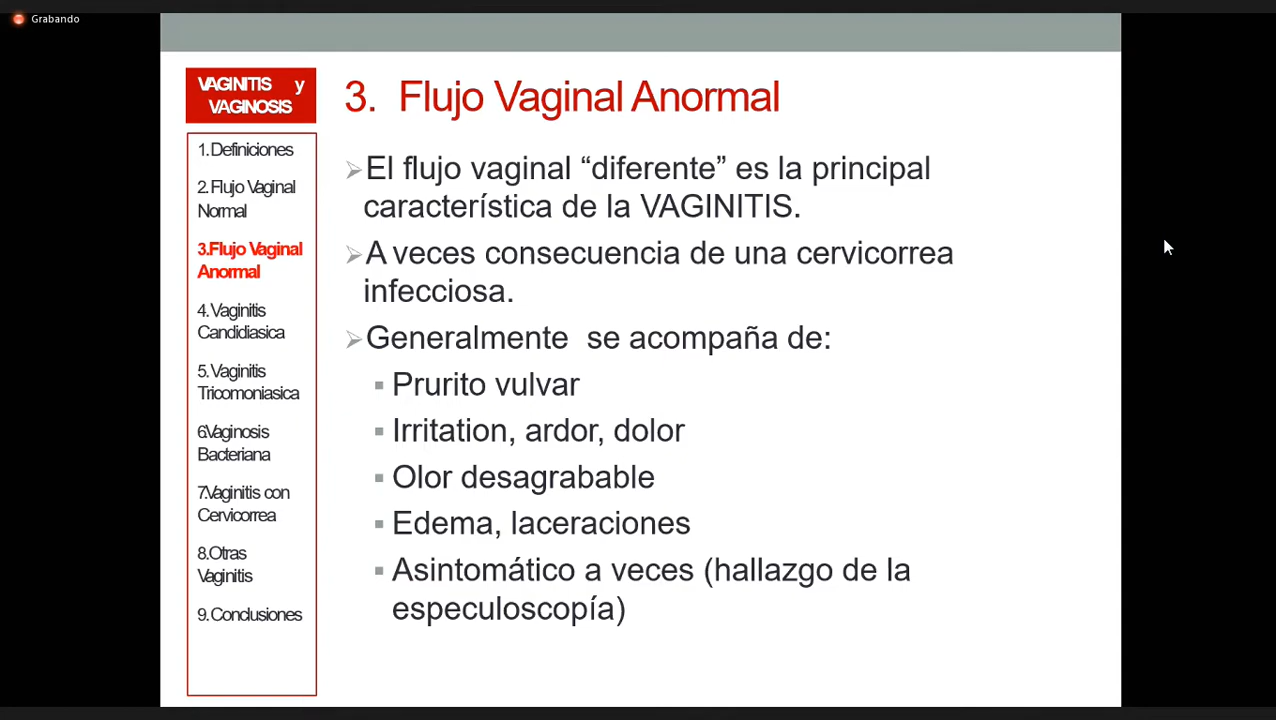 Grabando
VAGINITIS y
VAGINOSIS
1.Definiciones
2.Flujo Vaginal
Normal
3.Flujo Vaginal
Anormal
4.Vaginitis
Candidiasica
5.Vaginitis
Tricomoniasica
6.Vaginosis
Bacteriana
7.Vaginitis con
Cervicorrea
8.Otras
Vaginitis
9.Conclusiones
3. Flujo Vaginal Anormal
El flujo vaginal “diferente” es la principal
característica de la VAGINITIS.
A veces consecuencia de una cervicorrea
infecciosa.
Generalmente se acompaña de:
Prurito vulvar
Irritation, ardor, dolor
Olor desagrabable
Edema, laceraciones
Asintomático a veces (hallazgo de la
especuloscopía)